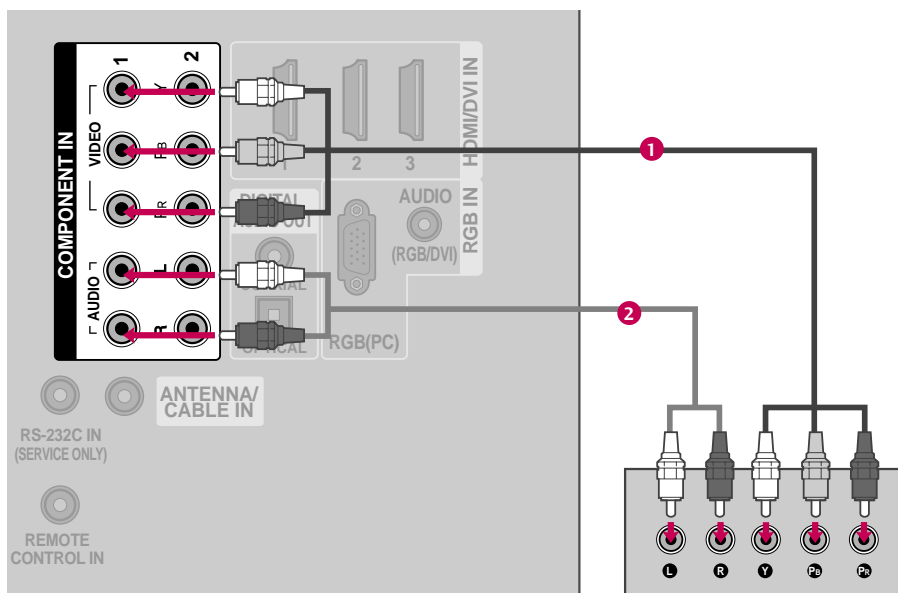 COMPONENT IN
VIDEO
AUDIO
1
2
Y
PB
PR
L
R
1
2
3
HDMI/DVI IN
RGB IN
DIGITAL
AUDIO OUT
COAXIAL
OPTICAL
AUDIO
(RGB/DVI)
RGB(PC)
ANTENNA/
CABLE IN
RS-232C IN
(SERVICE ONLY)
REMOTE
CONTROL IN
1
2
L
R
Y
PB
PR